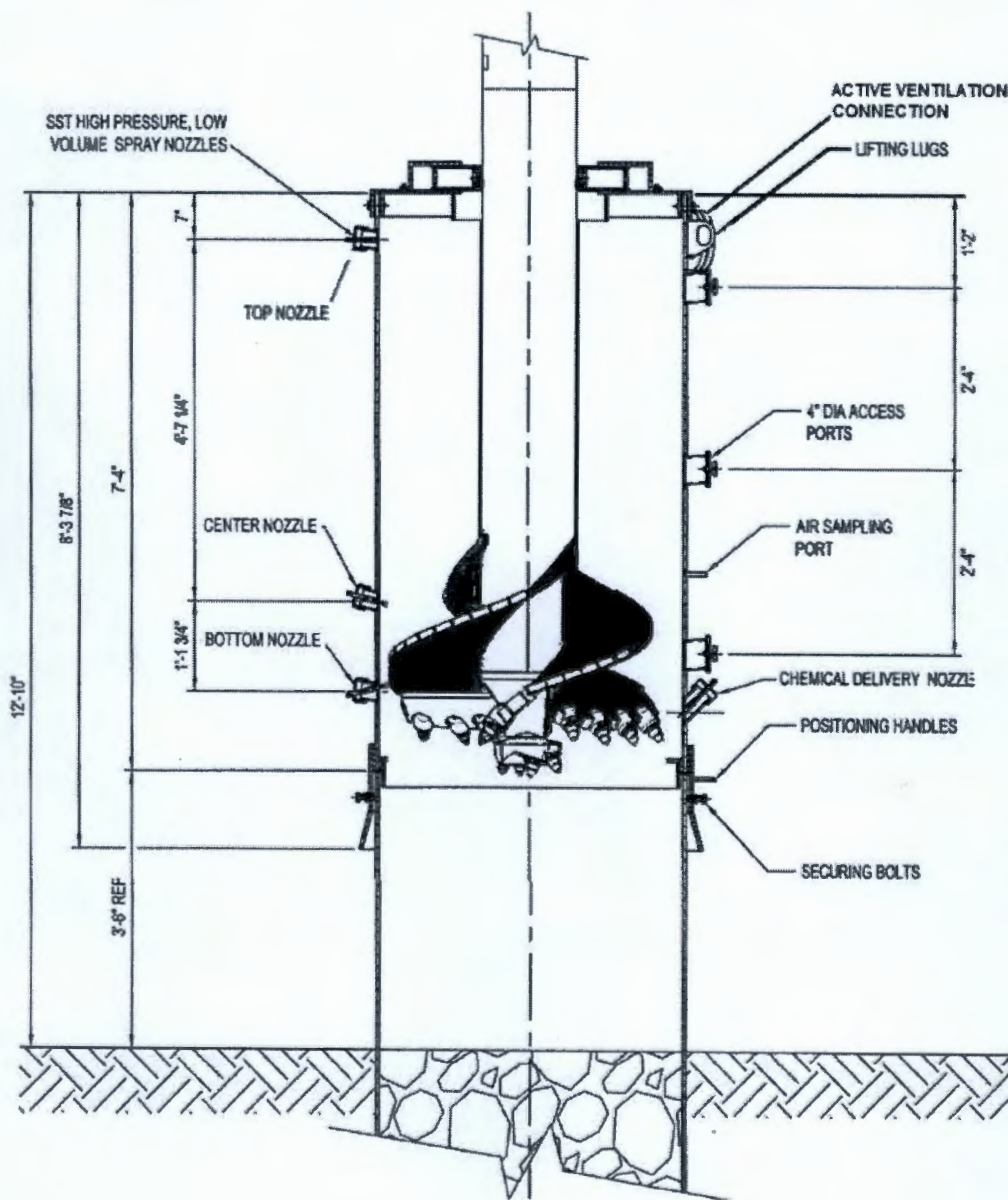 ACTIVE VENTILATION
CONNECTION
SST HIGH PRESSURE, LOW
VOLUME SPRAY NOZZLES
LIFTING LUGS
7"
1'-2"
TOP NOZZLE
2'-4"
4" DIA ACCESS
PORTS
4'-7 1/4"
7'-4"
8'-3 7/8"
CENTER NOZZLE
AIR SAMPLING
PORT
2'-4"
BOTTOM NOZZLE
1'-1 3/4"
CHEMICAL DELIVERY NOZZLE
12'-10"
POSITIONING HANDLES
SECURING BOLTS
3'-6" REF